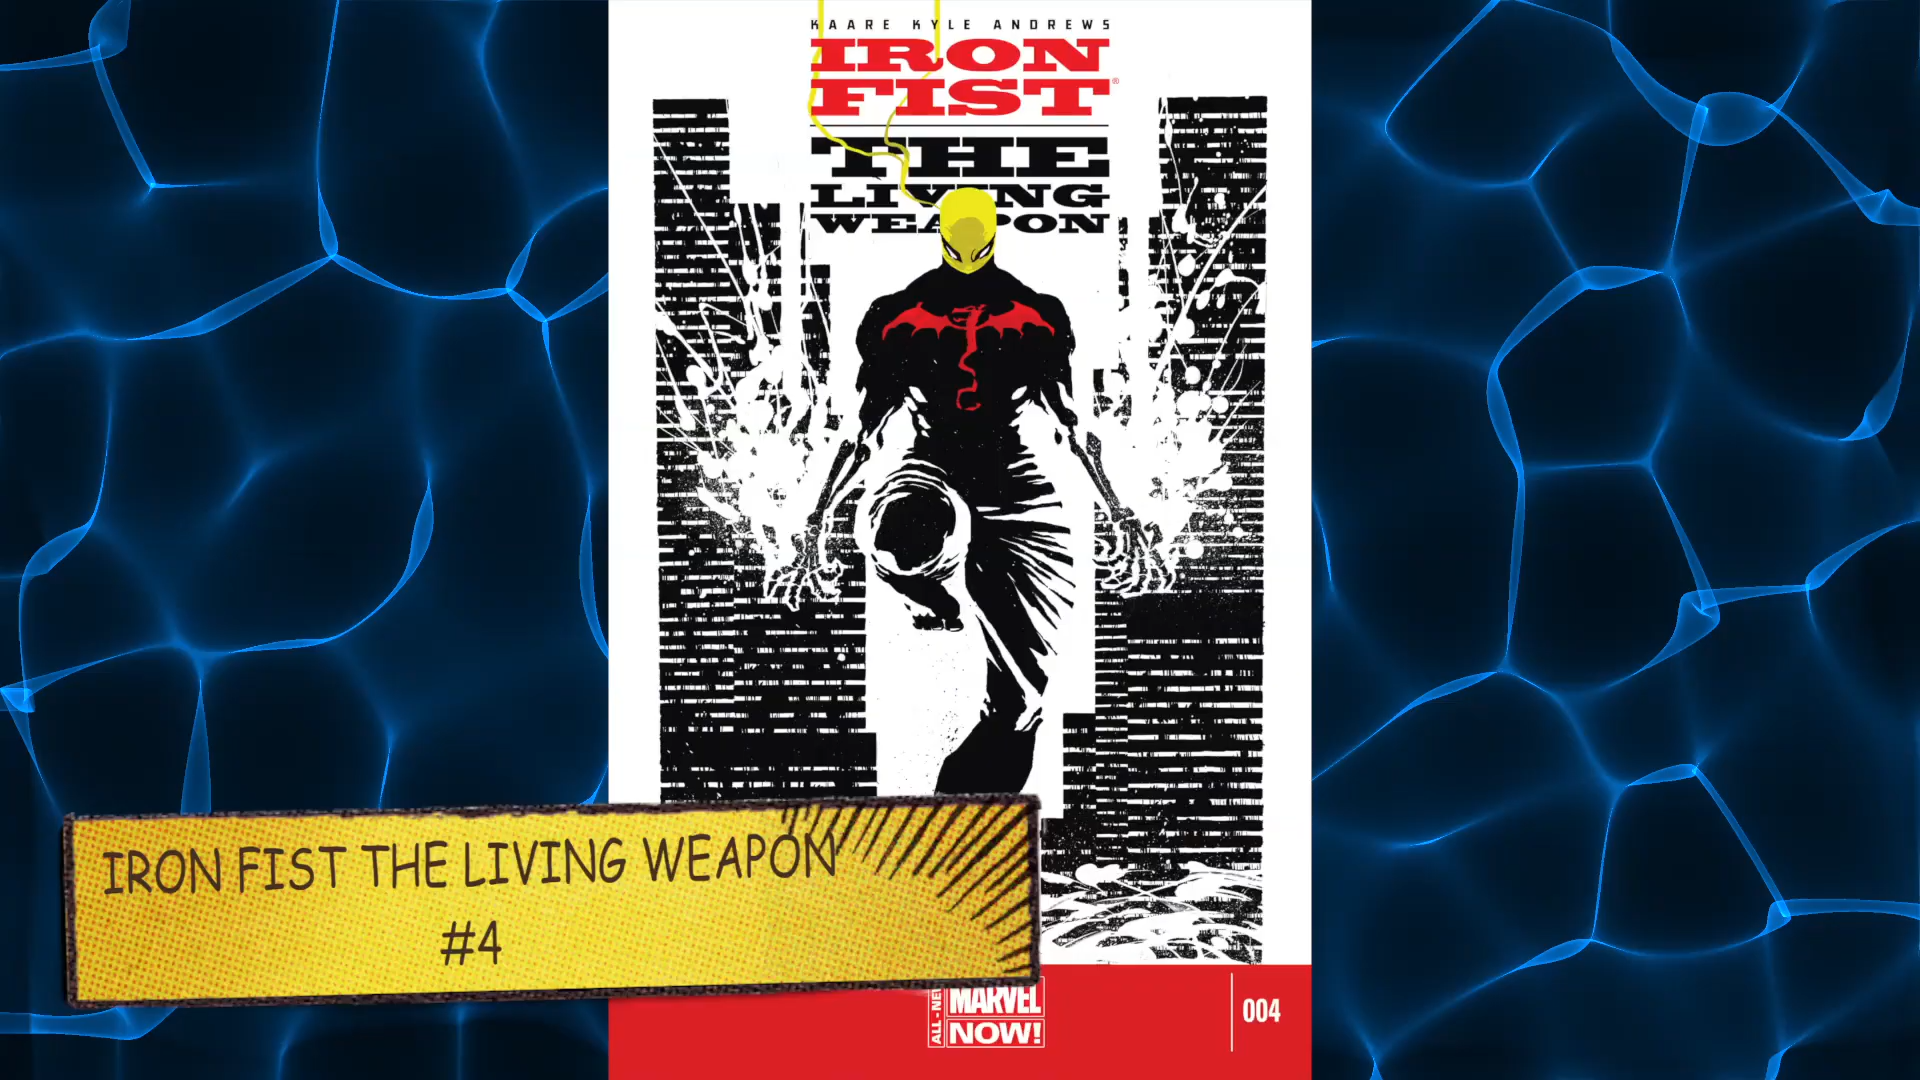 KAARE KYLE ANDREWS
IRON
FIST®
THE
LIVING
WEAPON
IRON FIST THE LIVING WEAPON
#4
ALL-NEW
MARVEL
NOW!
004